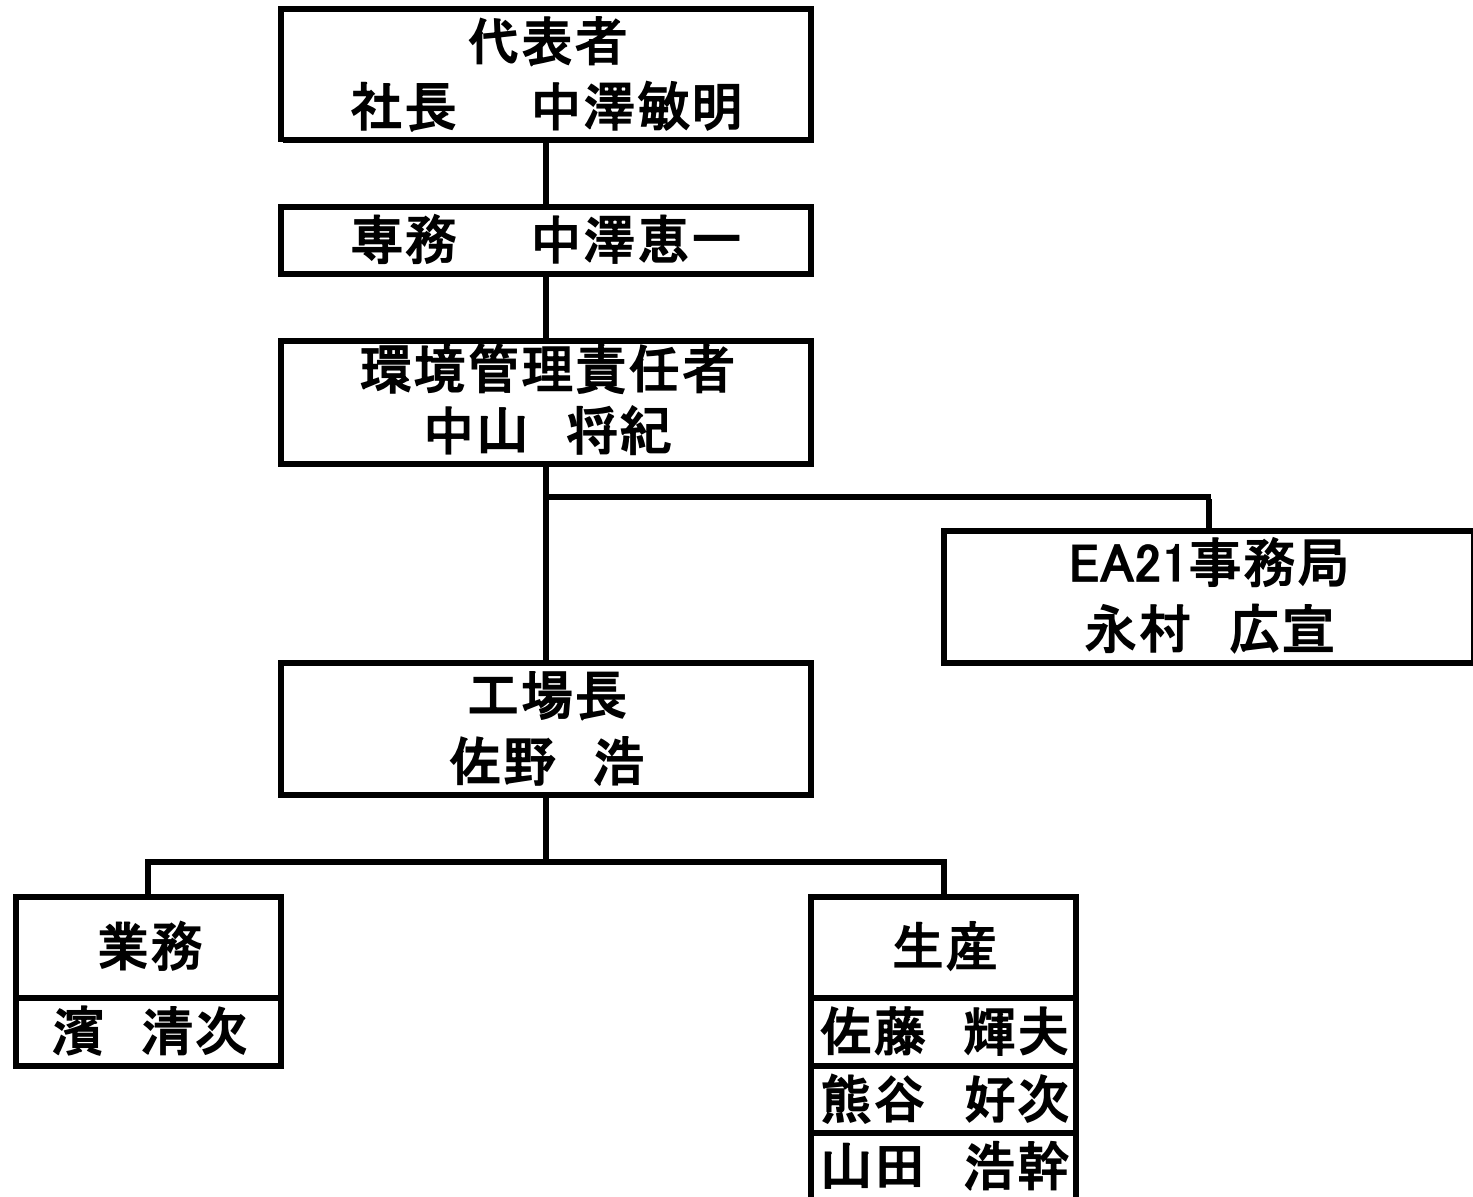 代表者
社長 中澤敏明
専務 中澤恵一
環境管理責任者
中山 将紀
EA21事務局
永村 広宣
工場長
佐野 浩
業務
濱 清次
生産
佐藤 輝夫
熊谷 好次
山田 浩幹